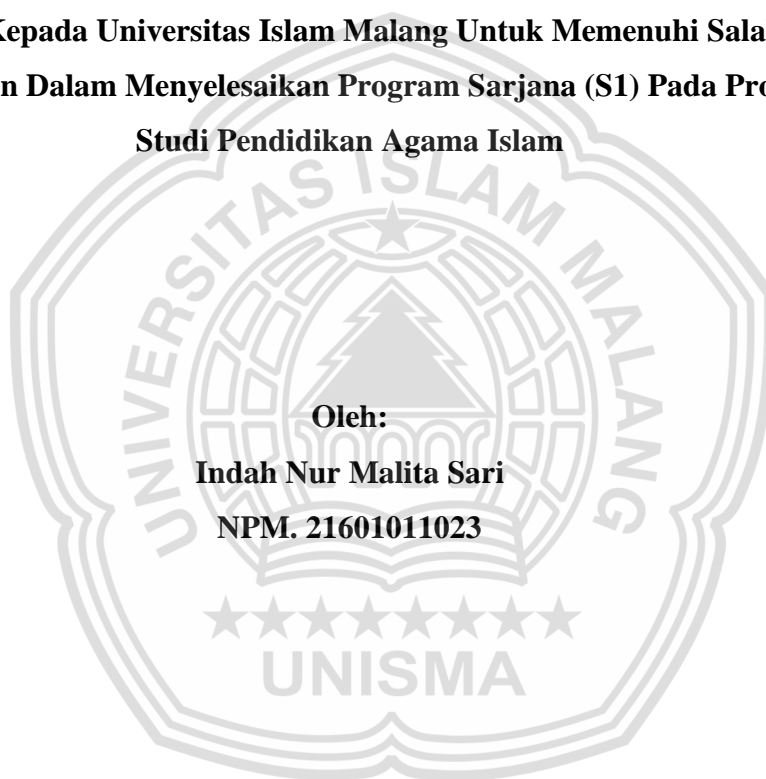 Kepada Universitas Islam Malang Untuk Memenuhi Sala
n Dalam Menyelesaikan Program Sarjana (S1) Pada Pro
Studi Pendidikan Agama Islam
UNIVERSITAS ISLAM MALANG
Oleh:
Indah Nur Malita Sari
NPM. 21601011023
UNISMA